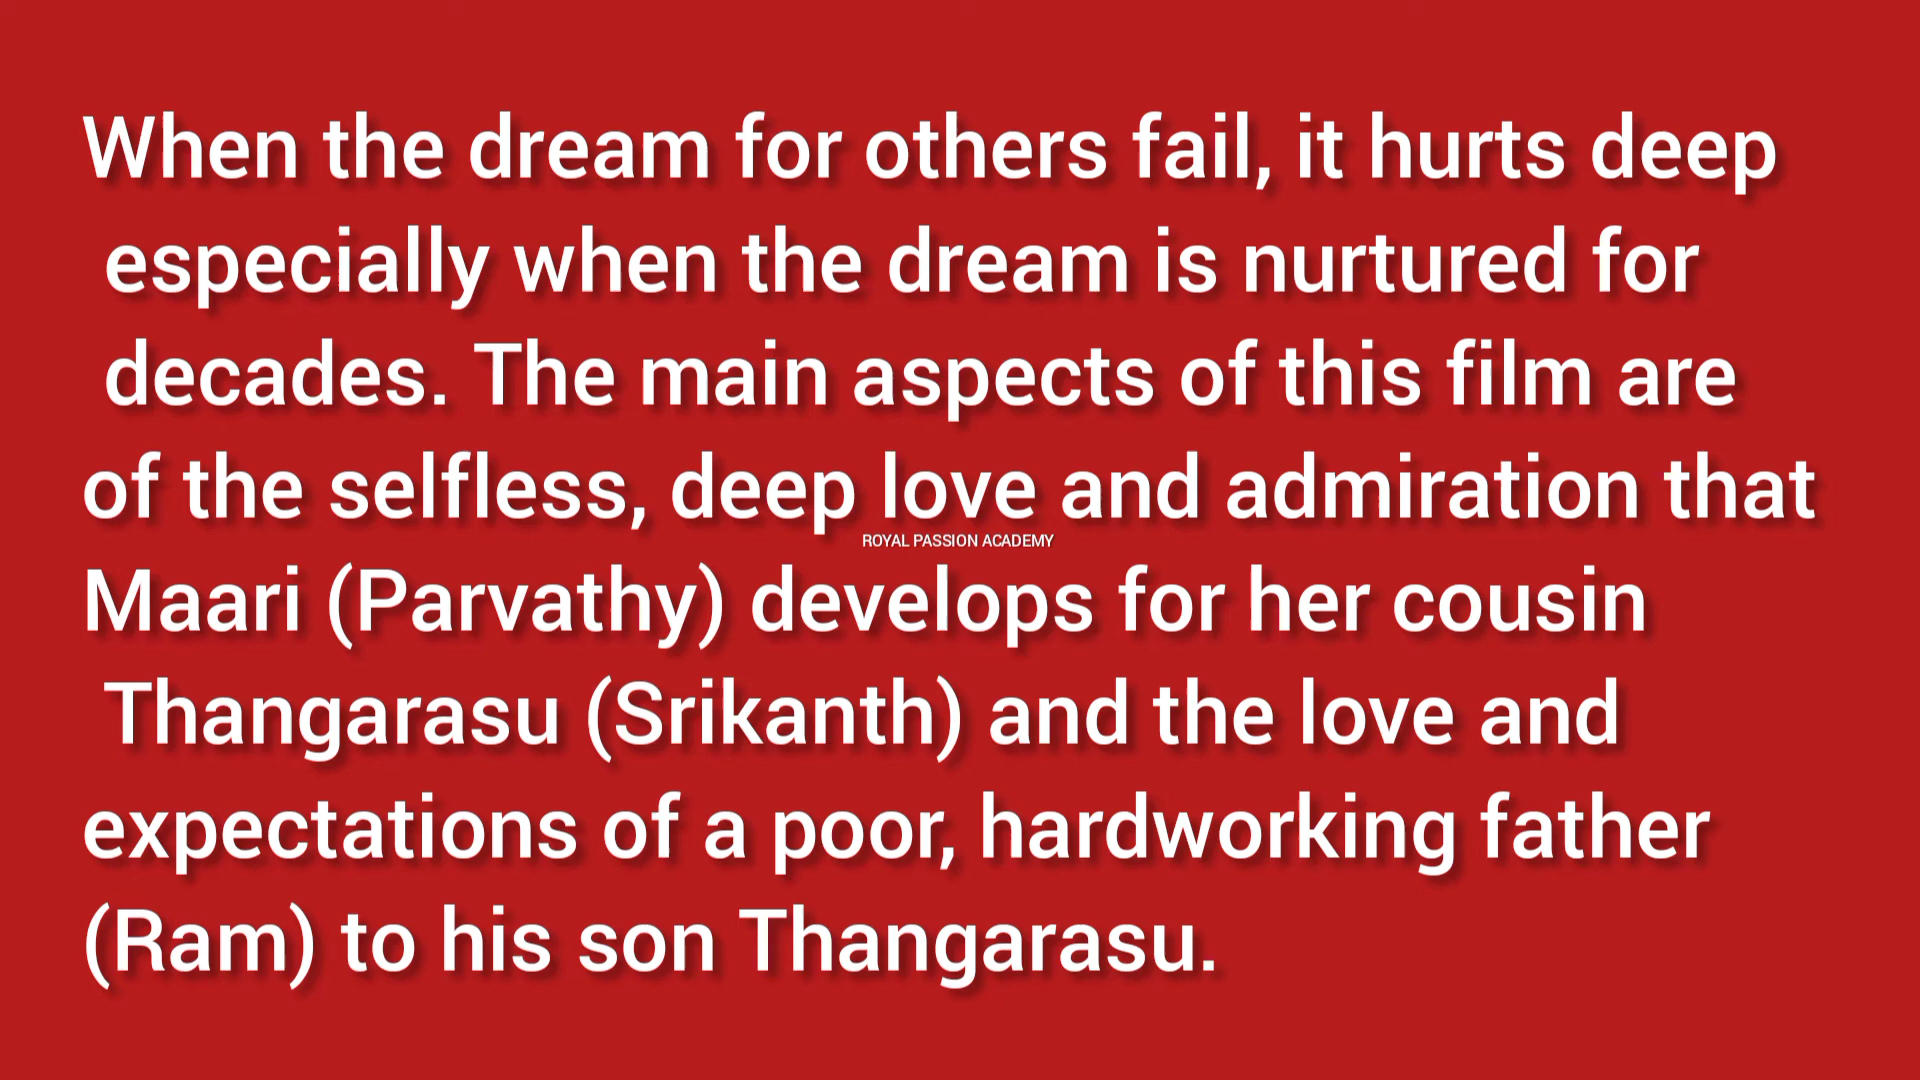 When the dream for others fail, it hurts deep
especially when the dream is nurtured for
decades. The main aspects of this film are
of the selfless, deep love and admiration that
ROYAL PASSION ACADEMY
Maari (Parvathy) develops for her cousin
Thangarasu (Srikanth) and the love and
expectations of a poor, hardworking father
(Ram) to his son Thangarasu.